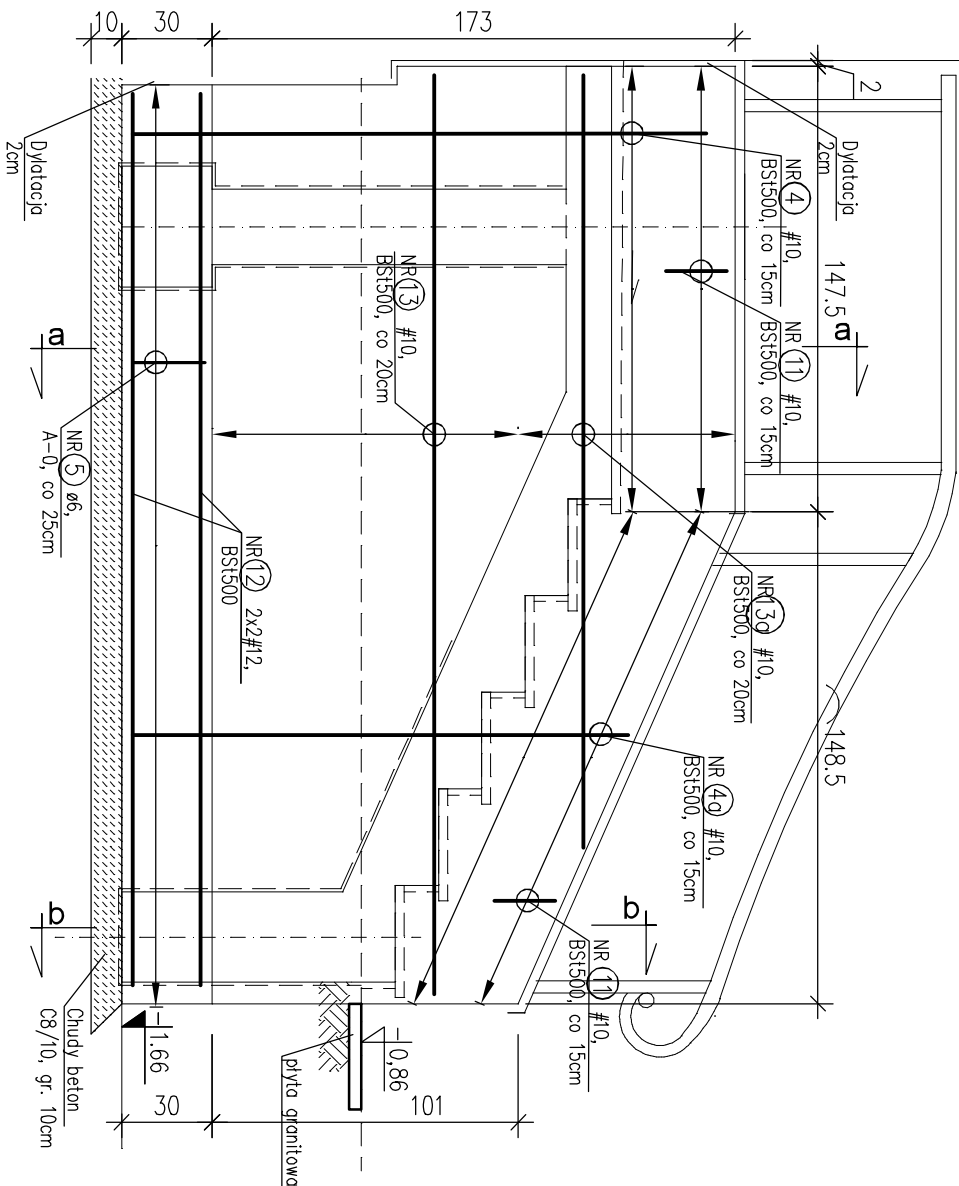 10
30
173
2
Dylatacja
2cm
Dylatacja
2cm
NR 4 #10,
BSt500, co 15cm
147.5
NR 11 #10,
BSt500, co 15cm
NR 13 #10,
BSt500, co 20cm
a
a
NR 5 ø6,
A-0, co 25cm
NR 12 2x2#12,
BSt500
NR 13a #10,
BSt500, co 20cm
148.5
NR 4a #10,
BSt500, co 15cm
b
b
NR 11 #10,
BSt500, co 15cm
Chudy beton
C8/10, gr. 10cm
-1.66
-0,86
płyta granitowa
30
101